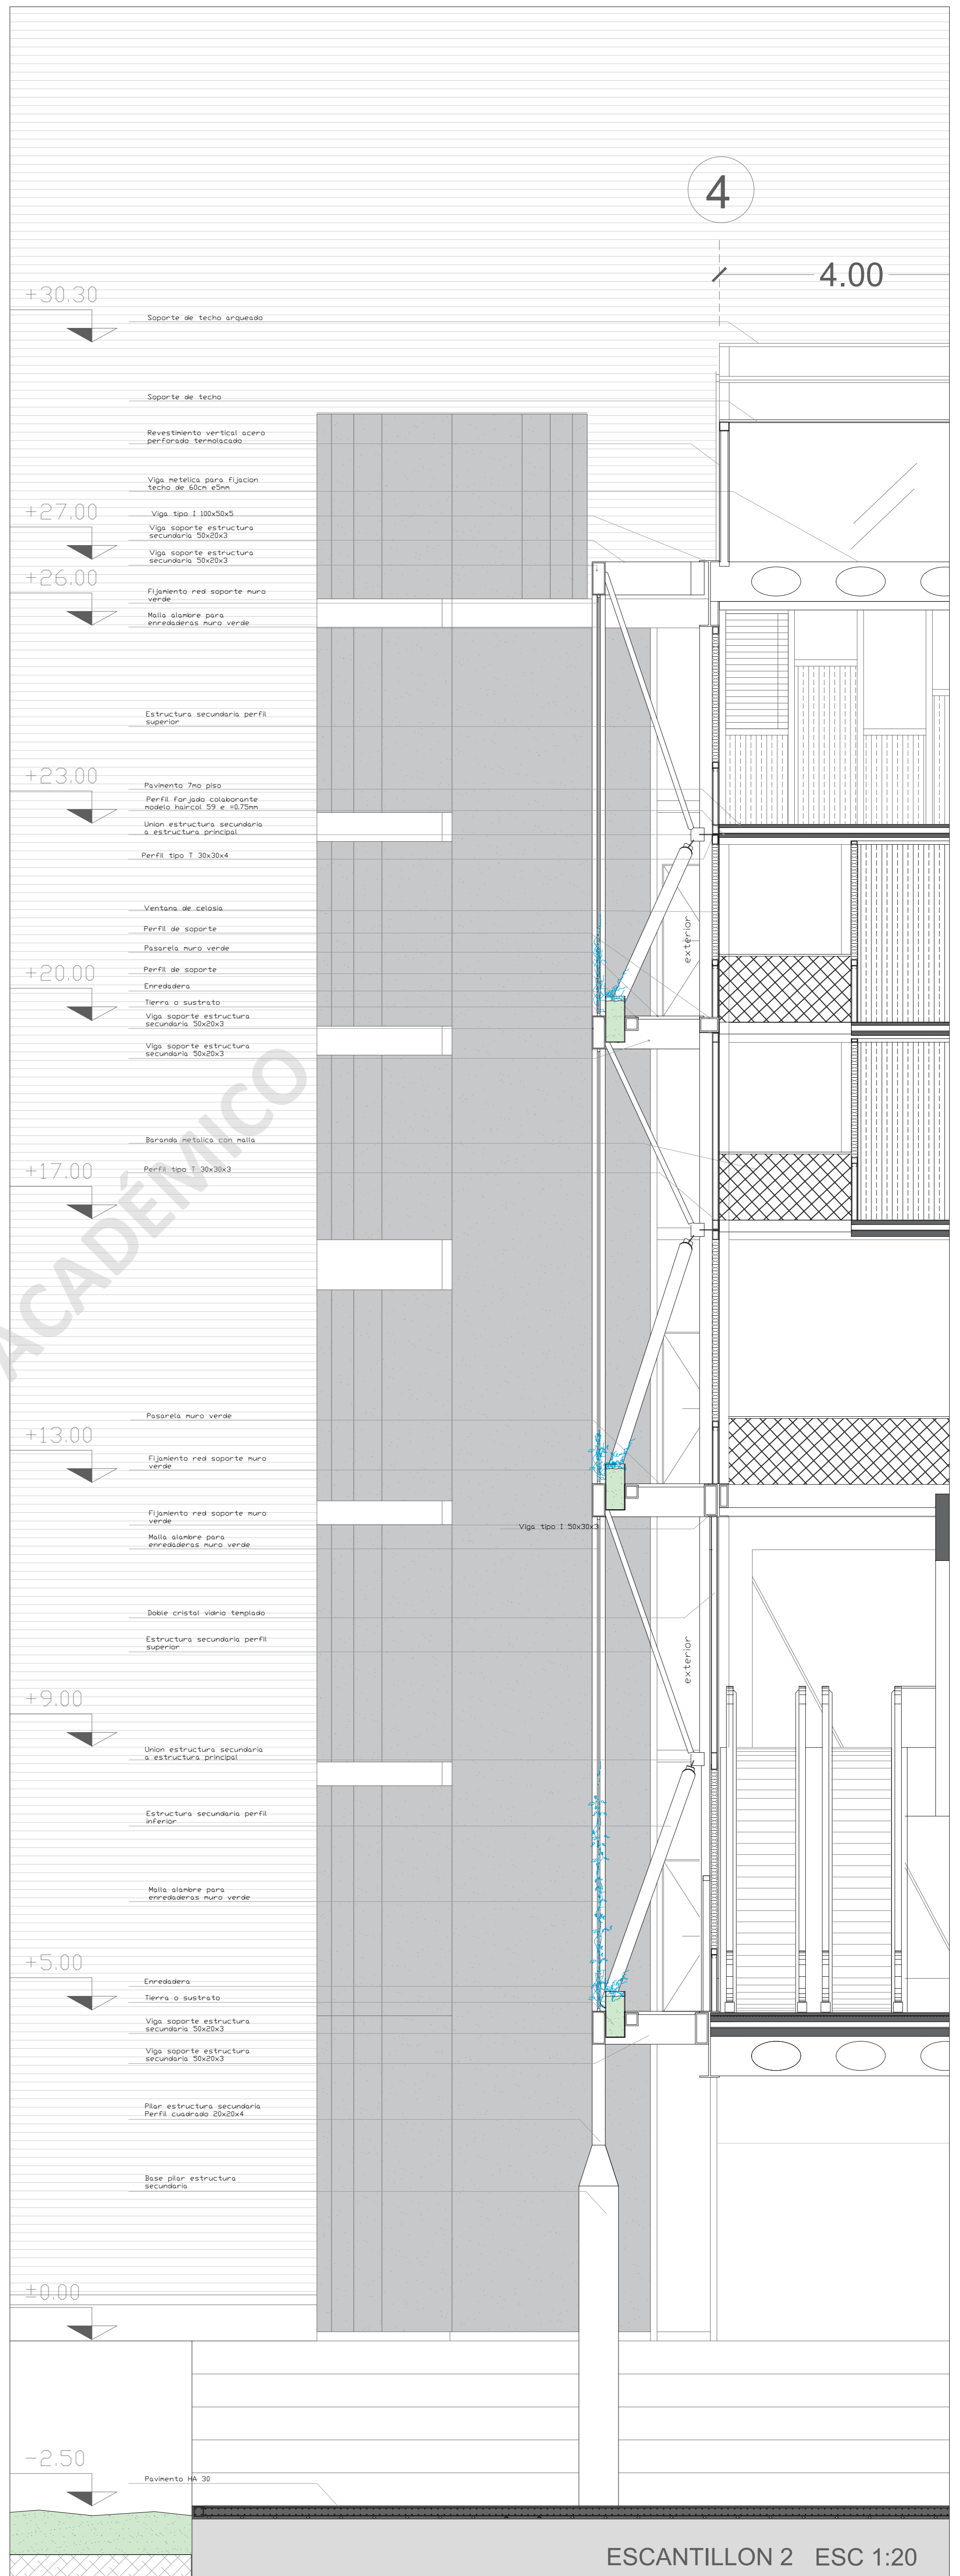 4
4.00
+30.30
Soporte de techo arqueado
Soporte de techo
Revestimiento vertical acero
perforado termolacado
Viga metelica para fijacion
techo de 60cm e5mm
+27.00
Viga tipo I 100x50x5
Viga soporte estructura
secundaria 50x20x3
Viga soporte estructura
secundaria 50x20x3
+26.00
Fijamiento red soporte muro
verde
Malla alambre para
enredaderas muro verde
Estructura secundaria perfil
superior
+23.00
Pavimento 7mo piso
Perfil forjado colaborante
modelo haircol 59 e =0.75mm
Union estructura secundaria
a estructura principal
Perfil tipo T 30x30x4
Ventana de celosia
Perfil de soporte
exterior
Pasarela muro verde
+20.00
Perfil de soporte
Enredadera
Tierra o sustrato
Viga soporte estructura
secundaria 50x20x3
Viga soporte estructura
secundaria 50x20x3
ACADÉMICO
Baranda metalica con malla
+17.00
Perfil tipo T 30x30x3
Pasarela muro verde
+13.00
Fijamiento red soporte muro
verde
Fijamiento red soporte muro
verde
Viga tipo I 50x30x3
Malla alambre para
enredaderas muro verde
Doble cristal vidrio templado
Estructura secundaria perfil
superior
exterior
+9.00
Union estructura secundaria
a estructura principal
Estructura secundaria perfil
inferior
Malla alambre para
enredaderas muro verde
+5.00
Enredadera
Tierra o sustrato
Viga soporte estructura
secundaria 50x20x3
Viga soporte estructura
secundaria 50x20x3
Pilar estructura secundaria
Perfil cuadrado 20x20x4
Base pilar estructura
secundaria
±0.00
-2.50
Pavimento HA 30
ESCANTILLON 2 ESC 1:20